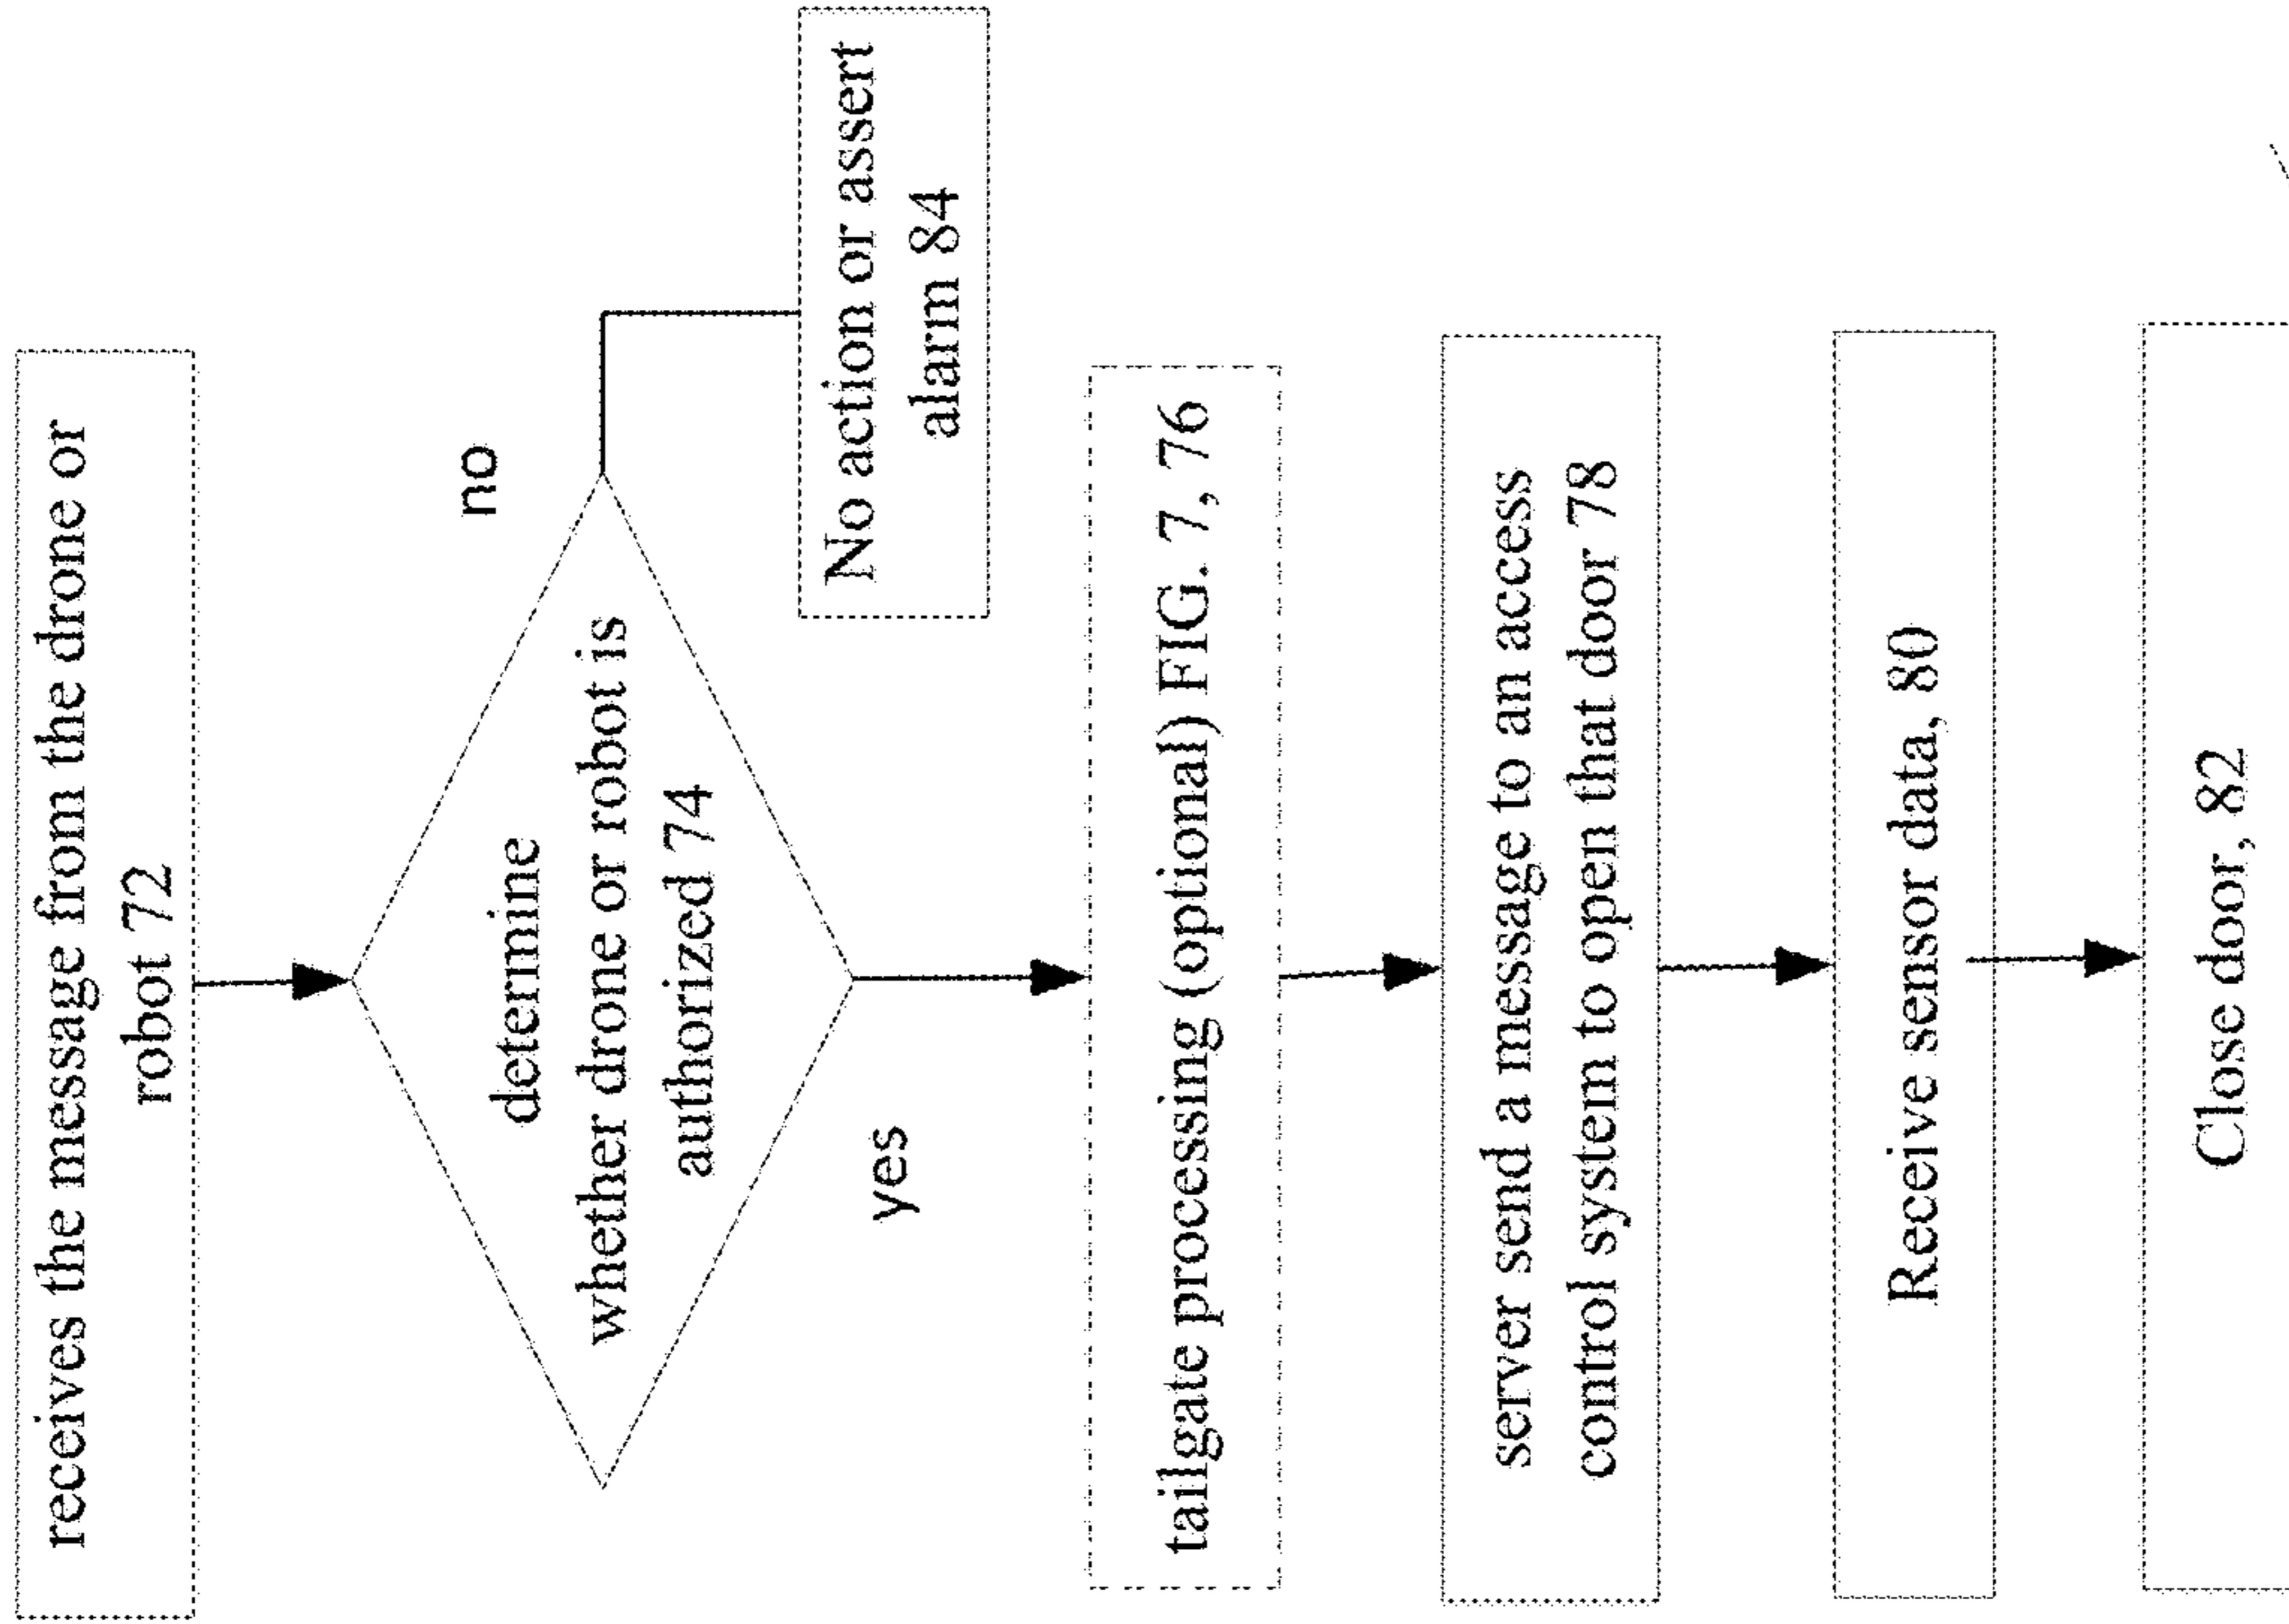 receives the message from the drone or
robot 72
determine
whether drone or robot is
authorized 74
no
No action or assert
alarm 84
yes
tailgate processing (optional) FIG. 7, 76
server send a message to an access
control system to open that door 78
Receive sensor data, 80
Close door, 82